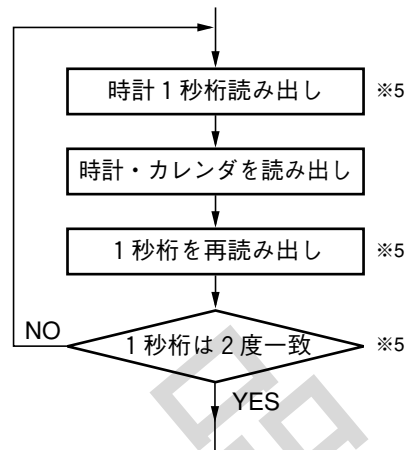 時計1秒桁読み出し ※5
時計・カレンダを読み出し
1秒桁を再読み出し ※5
1秒桁は2度一致 ※5
NO
YES